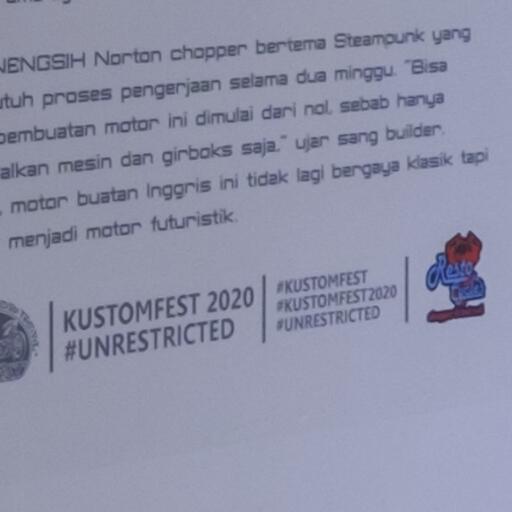 NENGSIH Norton chopper bertema Steampunk yang
tuh proses pengerjaan selama dua minggu. "Bisa
pembuatan motor ini dimulai dari nol, sebab hanya
alkan mesin dan girboks saja," ujar sang builder.
, motor buatan Inggris ini tidak lagi bergaya klasik tapi
menjadi motor futuristik.
KUSTOMFEST 2020
#UNRESTRICTED
#KUSTOMFEST
#KUSTOMFEST2020
#UNRESTRICTED
Resto